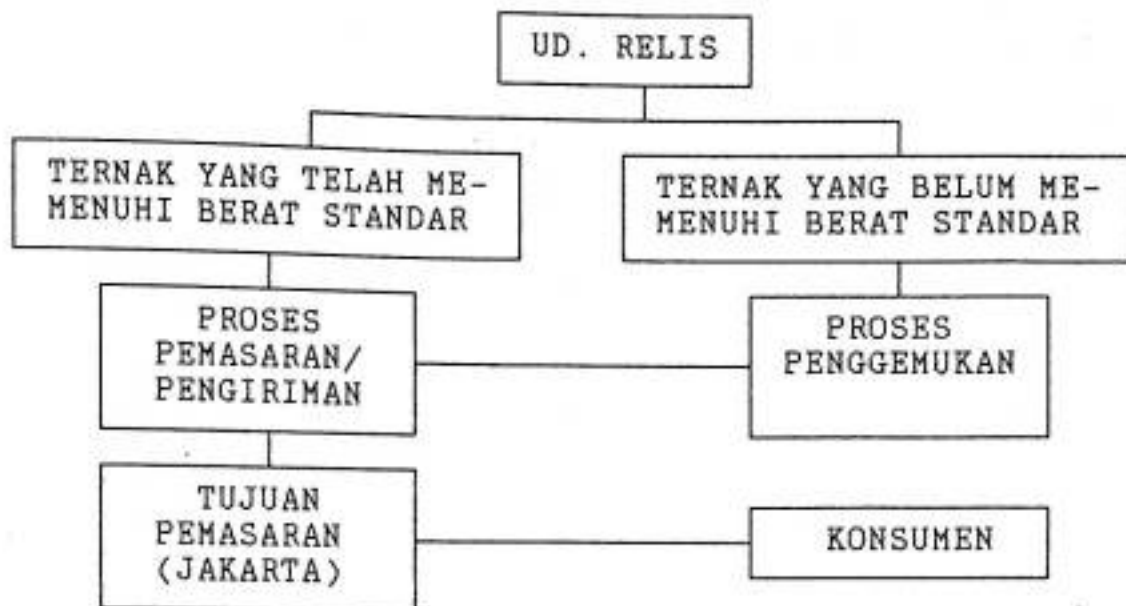 UD. RELIS
TERNAK YANG TELAH ME-
MENUHI BERAT STANDAR
TERNAK YANG BELUM ME-
MENUHI BERAT STANDAR
PROSES
PEMASARAN/
PENGIRIMAN
PROSES
PENGGEMUKAN
TUJUAN
PEMASARAN
(JAKARTA)
KONSUMEN